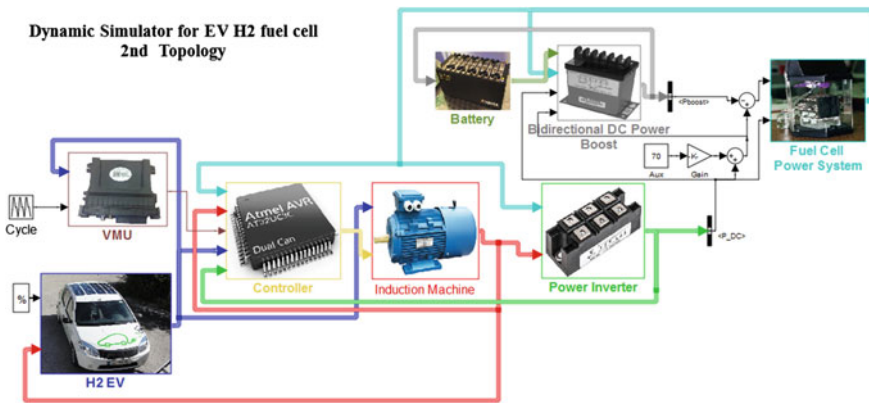 Dynamic Simulator for EV H2 fuel cell
2nd Topology
Battery
Bidirectional DC Power
Boost
<Pboost>
Fuel Cell
Power System
70
Aux
K-
Gain
Cycle
VMU
Atmel AVR
AT32UC3C
Dual Can
Controller
Induction Machine
Power Inverter
<P_DC>
%
H2 EV